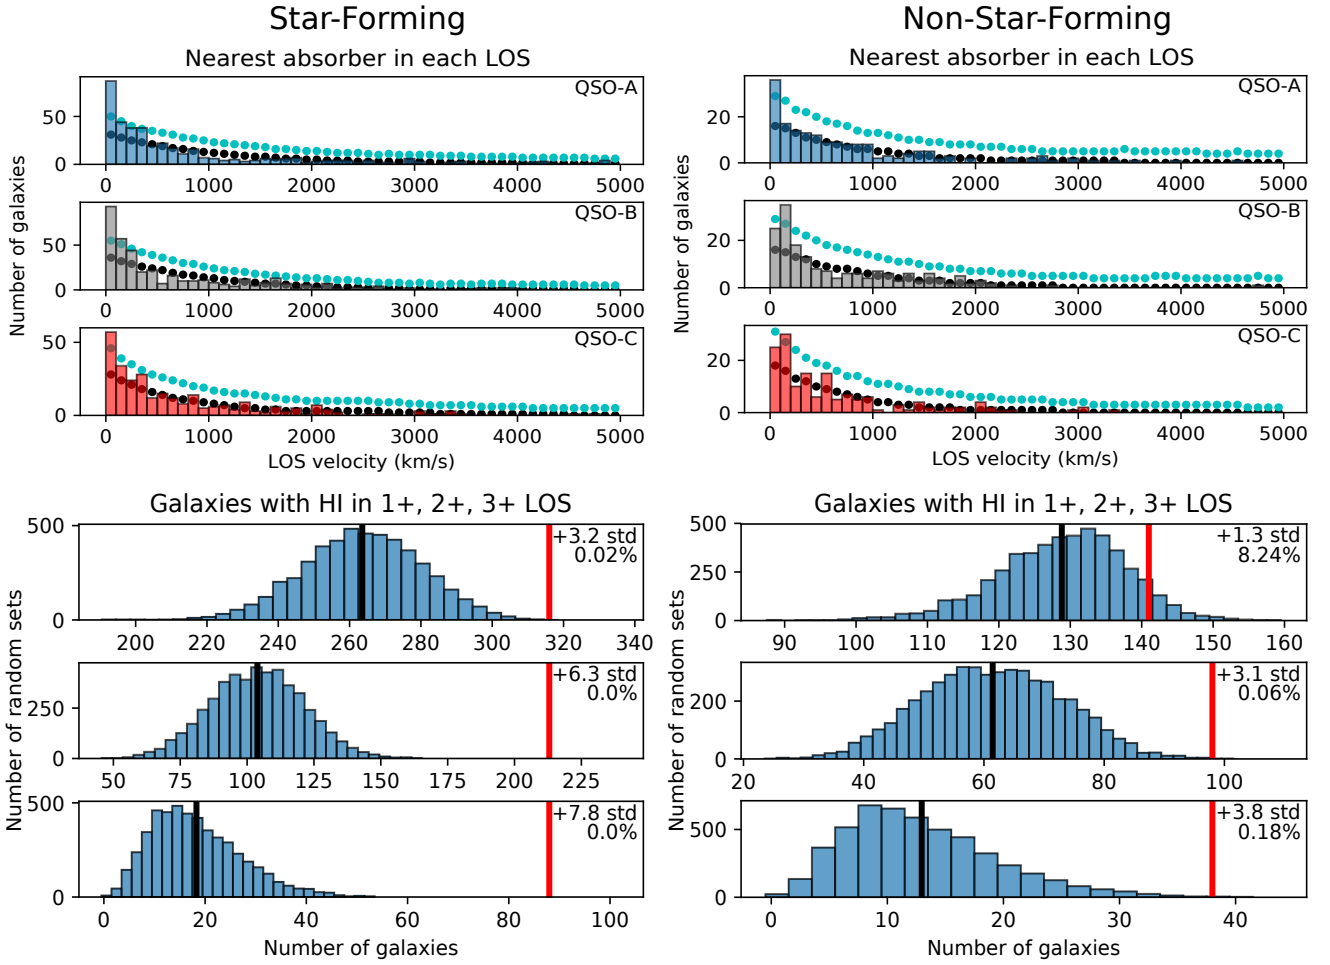 Star-Forming
Nearest absorber in each LOS
Number of galaxies
QSO-A
50
0
0 1000 2000 3000 4000 5000
QSO-B
50
0
0 1000 2000 3000 4000 5000
QSO-C
50
0
0 1000 2000 3000 4000 5000
LOS velocity (km/s)
Non-Star-Forming
Nearest absorber in each LOS
Number of galaxies
QSO-A
20
0
0 1000 2000 3000 4000 5000
QSO-B
20
0
0 1000 2000 3000 4000 5000
QSO-C
20
0
0 1000 2000 3000 4000 5000
LOS velocity (km/s)
Galaxies with HI in 1+, 2+, 3+ LOS
Number of random sets
500
0
+3.2 std
0.02%
200 220 240 260 280 300 320 340
250
0
+6.3 std
0.0%
50 75 100 125 150 175 200 225
500
0
+7.8 std
0.0%
0 20 40 60 80 100
Number of galaxies
Galaxies with HI in 1+, 2+, 3+ LOS
Number of random sets
500
250
0
+1.3 std
8.24%
90 100 110 120 130 140 150 160
200
0
+3.1 std
0.06%
20 40 60 80 100
500
0
+3.8 std
0.18%
0 10 20 30 40
Number of galaxies